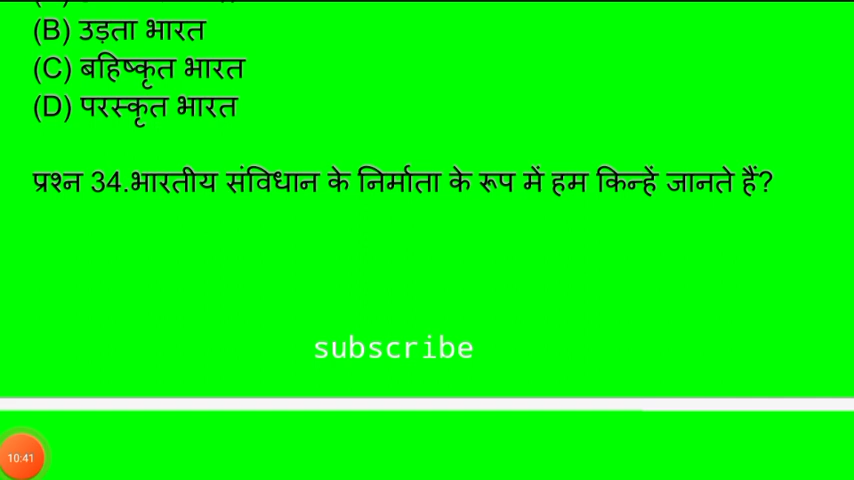 (B) उड़ता भारत
(C) बहिष्कृत भारत
(D) परस्कृत भारत
प्रश्न 34.भारतीय संविधान के निर्माता के रूप में हम किन्हें जानते हैं?
subscribe
10:41